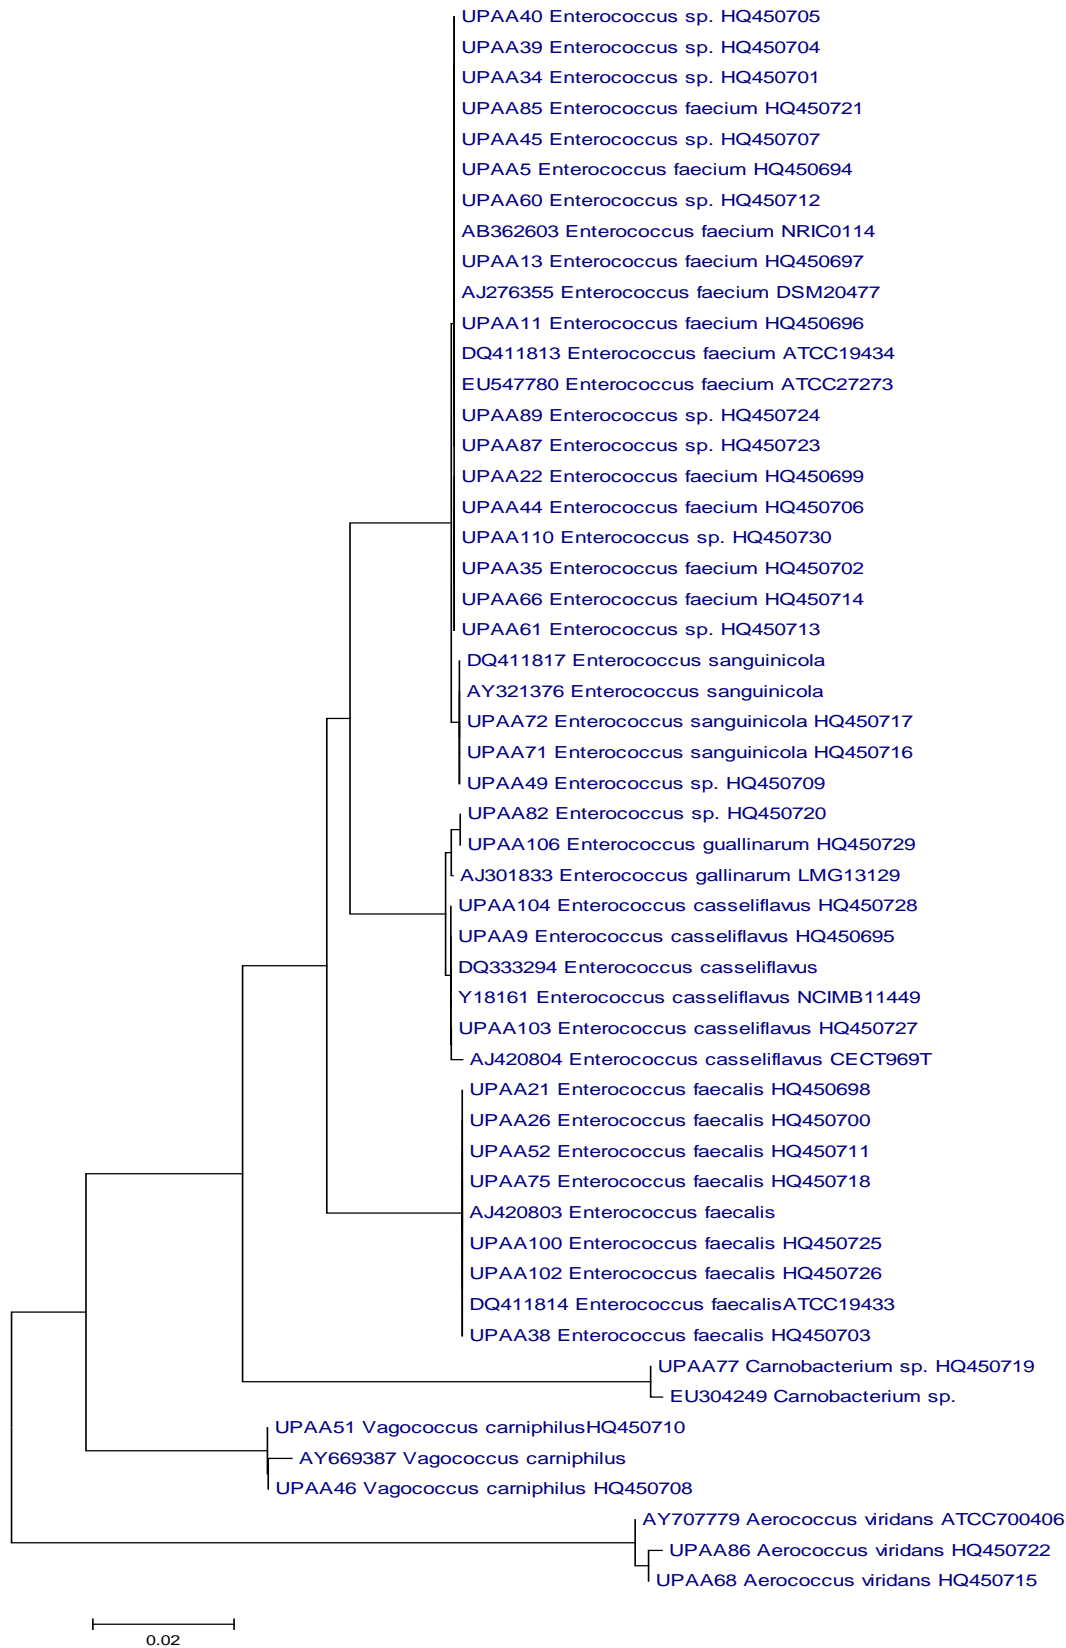 UPAA40 Enterococcus sp. HQ450705
UPAA39 Enterococcus sp. HQ450704
UPAA34 Enterococcus sp. HQ450701
UPAA85 Enterococcus faecium HQ450721
UPAA45 Enterococcus sp. HQ450707
UPAA5 Enterococcus faecium HQ450694
UPAA60 Enterococcus sp. HQ450712
AB362603 Enterococcus faecium NRIC0114
UPAA13 Enterococcus faecium HQ450697
AJ276355 Enterococcus faecium DSM20477
UPAA11 Enterococcus faecium HQ450696
DQ411813 Enterococcus faecium ATCC19434
EU547780 Enterococcus faecium ATCC27273
UPAA89 Enterococcus sp. HQ450724
UPAA87 Enterococcus sp. HQ450723
UPAA22 Enterococcus faecium HQ450699
UPAA44 Enterococcus faecium HQ450706
UPAA110 Enterococcus sp. HQ450730
UPAA35 Enterococcus faecium HQ450702
UPAA66 Enterococcus faecium HQ450714
UPAA61 Enterococcus sp. HQ450713
DQ411817 Enterococcus sanguinicola
AY321376 Enterococcus sanguinicola
UPAA72 Enterococcus sanguinicola HQ450717
UPAA71 Enterococcus sanguinicola HQ450716
UPAA49 Enterococcus sp. HQ450709
UPAA82 Enterococcus sp. HQ450720
UPAA106 Enterococcus guallinarum HQ450729
AJ301833 Enterococcus gallinarum LMG13129
UPAA104 Enterococcus casseliflavus HQ450728
UPAA9 Enterococcus casseliflavus HQ450695
DQ333294 Enterococcus casseliflavus
Y18161 Enterococcus casseliflavus NCIMB11449
UPAA103 Enterococcus casseliflavus HQ450727
AJ420804 Enterococcus casseliflavus CECT969T
UPAA21 Enterococcus faecalis HQ450698
UPAA26 Enterococcus faecalis HQ450700
UPAA52 Enterococcus faecalis HQ450711
UPAA75 Enterococcus faecalis HQ450718
AJ420803 Enterococcus faecalis
UPAA100 Enterococcus faecalis HQ450725
UPAA102 Enterococcus faecalis HQ450726
DQ411814 Enterococcus faecalisATCC19433
UPAA38 Enterococcus faecalis HQ450703
UPAA77 Carnobacterium sp. HQ450719
EU304249 Carnobacterium sp.
UPAA51 Vagococcus carniphilusHQ450710
AY669387 Vagococcus carniphilus
UPAA46 Vagococcus carniphilus HQ450708
AY707779 Aerococcus viridans ATCC700406
UPAA86 Aerococcus viridans HQ450722
UPAA68 Aerococcus viridans HQ450715
0.02